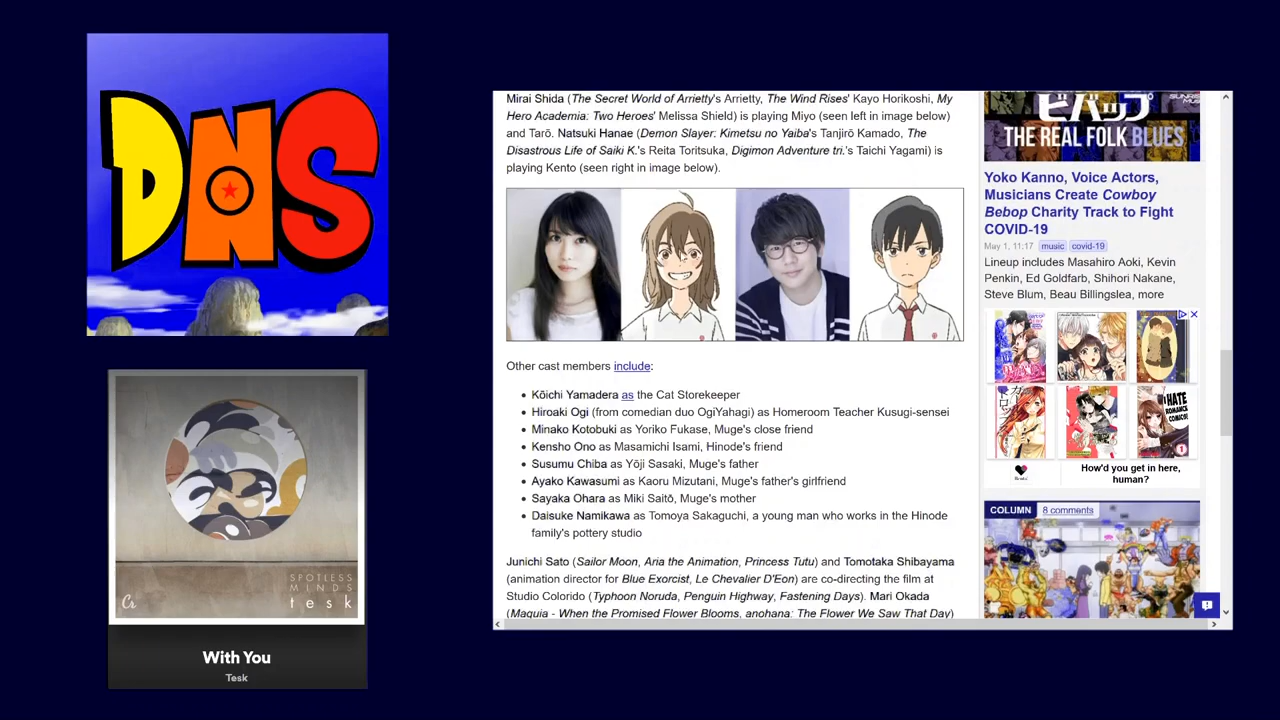 DNS
SPOTLESS
MINDS
tesk
Cr
With You
Tesk
Mirai Shida (The Secret World of Arrietty's Arrietty, The Wind Rises' Kayo Horikoshi, My
Hero Academia: Two Heroes' Melissa Shield) is playing Miyo (seen left in image below)
and Tarō. Natsuki Hanae (Demon Slayer: Kimetsu no Yaiba's Tanjirō Kamado, The
Disastrous Life of Saiki K.'s Reita Toritsuka, Digimon Adventure tri.'s Taichi Yagami) is
playing Kento (seen right in image below).
Other cast members include:
• Kōichi Yamadera as the Cat Storekeeper
• Hiroaki Ogi (from comedian duo OgiYahagi) as Homeroom Teacher Kusugi-sensei
• Minako Kotobuki as Yoriko Fukase, Muge's close friend
• Kensho Ono as Masamichi Isami, Hinode's friend
• Susumu Chiba as Yōji Sasaki, Muge's father
• Ayako Kawasumi as Kaoru Mizutani, Muge's father's girlfriend
• Sayaka Ohara as Miki Saitō, Muge's mother
• Daisuke Namikawa as Tomoya Sakaguchi, a young man who works in the Hinode
family's pottery studio
Junichi Sato (Sailor Moon, Aria the Animation, Princess Tutu) and Tomotaka Shibayama
(animation director for Blue Exorcist, Le Chevalier D'Eon) are co-directing the film at
Studio Colorido (Typhoon Noruda, Penguin Highway, Fastening Days). Mari Okada
(Maquia - When the Promised Flower Blooms, anohana: The Flower We Saw That Day)
ビバップ
THE REAL FOLK BLUES
Yoko Kanno, Voice Actors,
Musicians Create Cowboy
Bebop Charity Track to Fight
COVID-19
May 1, 11:17 music covid-19
Lineup includes Masahiro Aoki, Kevin
Penkin, Ed Goldfarb, Shihori Nakane,
Steve Blum, Beau Billingslea, more
I HATE
ROMANCE
COMICS!
How'd you get in here,
human?
COLUMN 8 comments